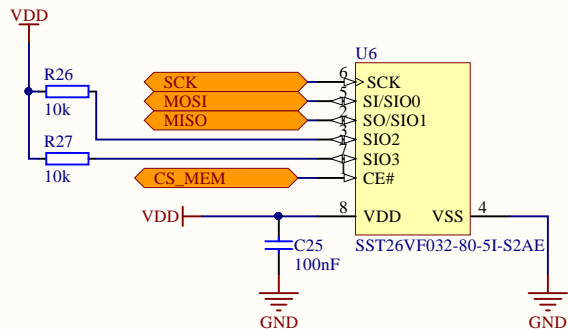 VDD
U6
R26
10k
R27
10k
SCK
MOSI
MISO
CS_MEM
6
SCK
5
SI/SIO0
2
SO/SIO1
3
SIO2
7
SIO3
1
CE#
VDD
8
VDD
VSS
4
C25
100nF
SST26VF032-80-5I-S2AE
GND
GND